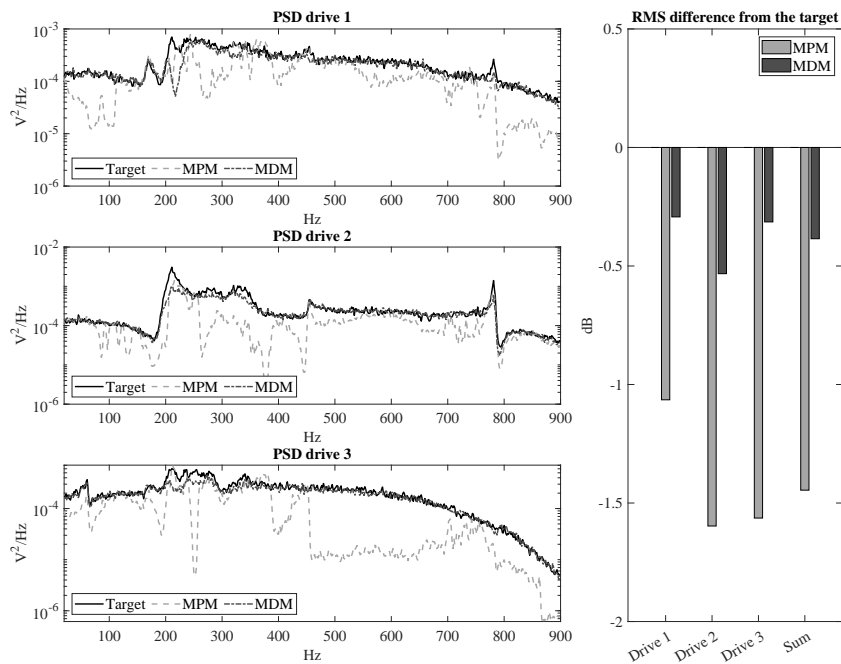 PSD drive 1
10^-3
10^-4
10^-5
10^-6
V^2/Hz
Target MPM MDM
100 200 300 400 500 600 700 800 900
Hz
PSD drive 2
10^-2
10^-4
10^-6
V^2/Hz
Target MPM MDM
100 200 300 400 500 600 700 800 900
Hz
PSD drive 3
10^-4
10^-6
V^2/Hz
Target MPM MDM
100 200 300 400 500 600 700 800 900
Hz
RMS difference from the target
MPM
MDM
0.5
0
-0.5
-1
-1.5
-2
dB
Drive 1 Drive 2 Drive 3 Sum